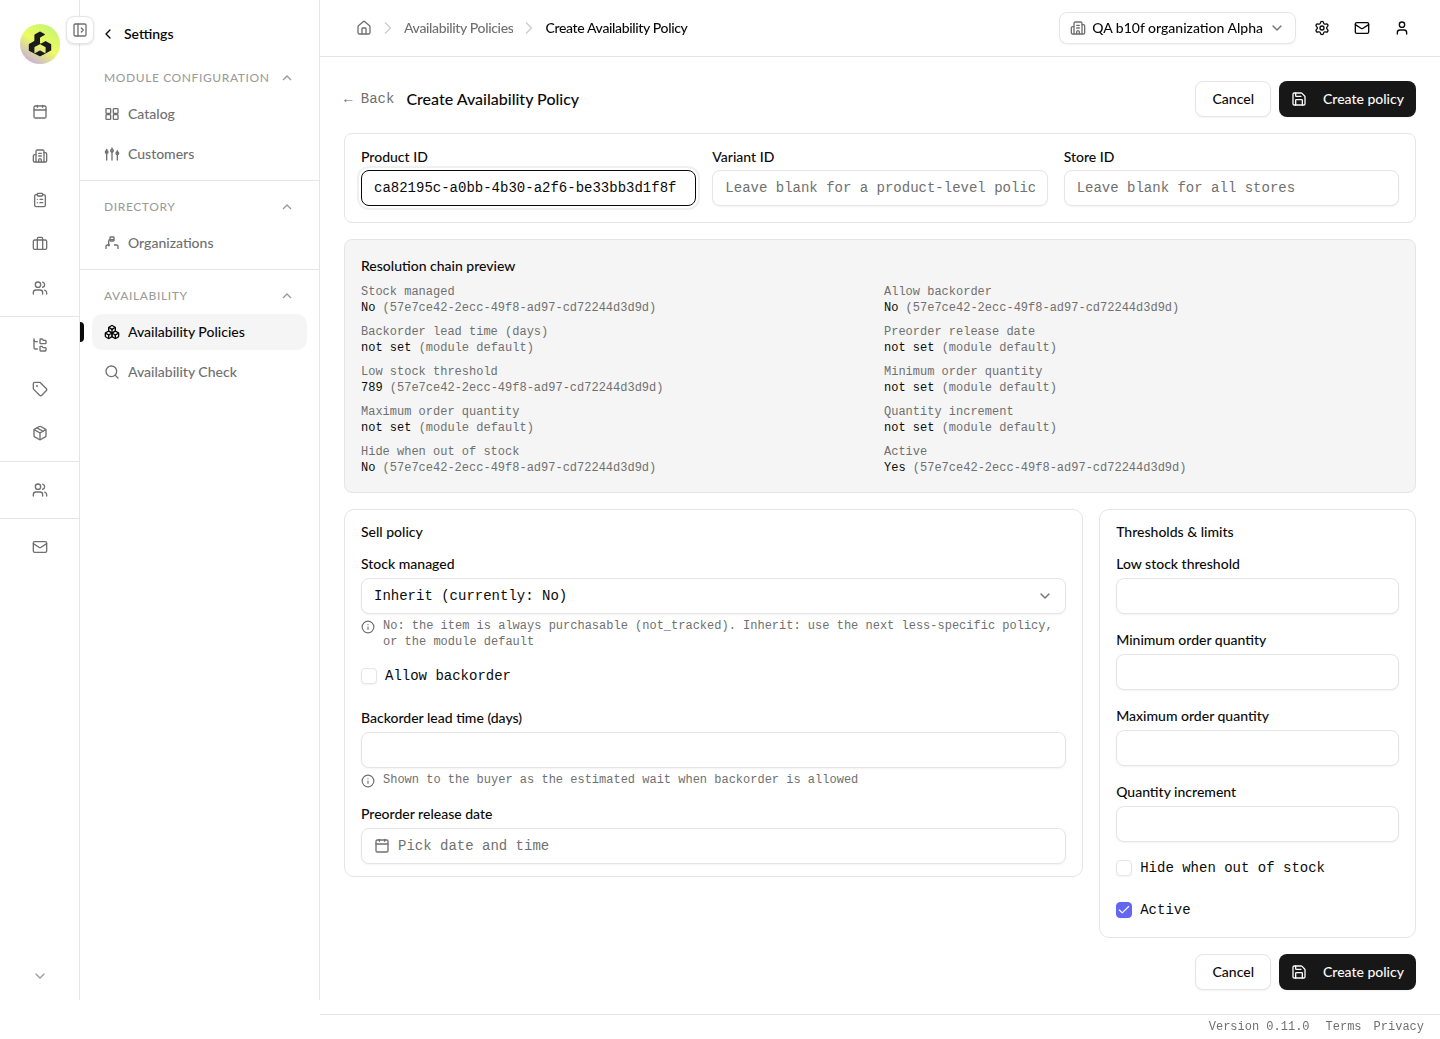 Settings
MODULE CONFIGURATION
Catalog
Customers
DIRECTORY
Organizations
AVAILABILITY
Availability Policies
Availability Check
Availability Policies
Create Availability Policy
QA b10f organization Alpha
← Back
Create Availability Policy
Cancel
Create policy
Product ID
Variant ID
Store ID
ca82195c-a0bb-4b30-a2f6-be33bb3d1f8f
Leave blank for a product-level polic
Leave blank for all stores
Resolution chain preview
Stock managed
No (57e7ce42-2ecc-49f8-ad97-cd72244d3d9d)
Allow backorder
No (57e7ce42-2ecc-49f8-ad97-cd72244d3d9d)
Backorder lead time (days)
not set (module default)
Preorder release date
not set (module default)
Low stock threshold
789 (57e7ce42-2ecc-49f8-ad97-cd72244d3d9d)
Minimum order quantity
not set (module default)
Maximum order quantity
not set (module default)
Quantity increment
not set (module default)
Hide when out of stock
No (57e7ce42-2ecc-49f8-ad97-cd72244d3d9d)
Active
Yes (57e7ce42-2ecc-49f8-ad97-cd72244d3d9d)
Sell policy
Stock managed
Inherit (currently: No)
No: the item is always purchasable (not_tracked). Inherit: use the next less-specific policy,
or the module default
Allow backorder
Backorder lead time (days)
Shown to the buyer as the estimated wait when backorder is allowed
Preorder release date
Pick date and time
Thresholds & limits
Low stock threshold
Minimum order quantity
Maximum order quantity
Quantity increment
Hide when out of stock
Active
Cancel
Create policy
Version 0.11.0
Terms
Privacy